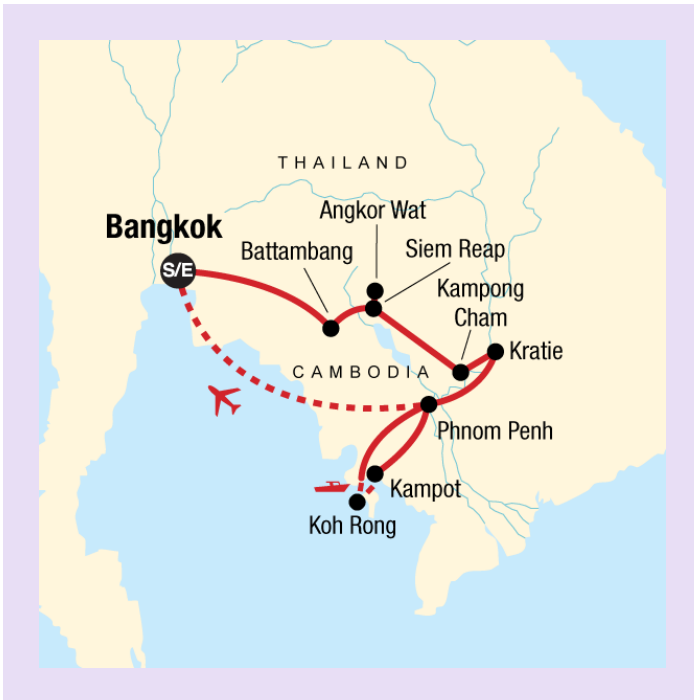 THAILAND
Angkor Wat
Bangkok
Battambang
Siem Reap
S/E
Kampong
Cham
Kratie
CAMBODIA
Phnom Penh
Kampot
Koh Rong